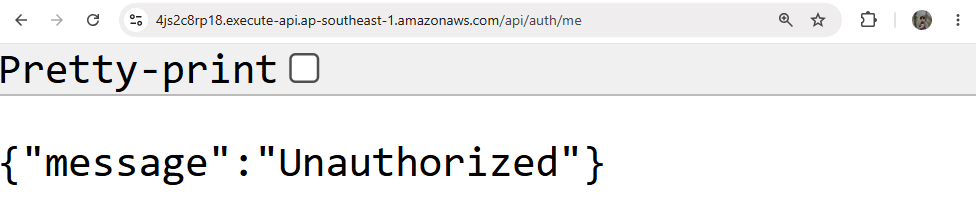 4js2c8rp18.execute-api.ap-southeast-1.amazonaws.com/api/auth/me
Pretty-print
{"message":"Unauthorized"}